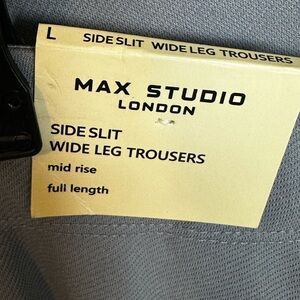 L SIDE SLIT WIDE LEG TROUSERS
MAX STUDIO
LONDON
SIDE SLIT
WIDE LEG TROUSERS
mid rise
full length